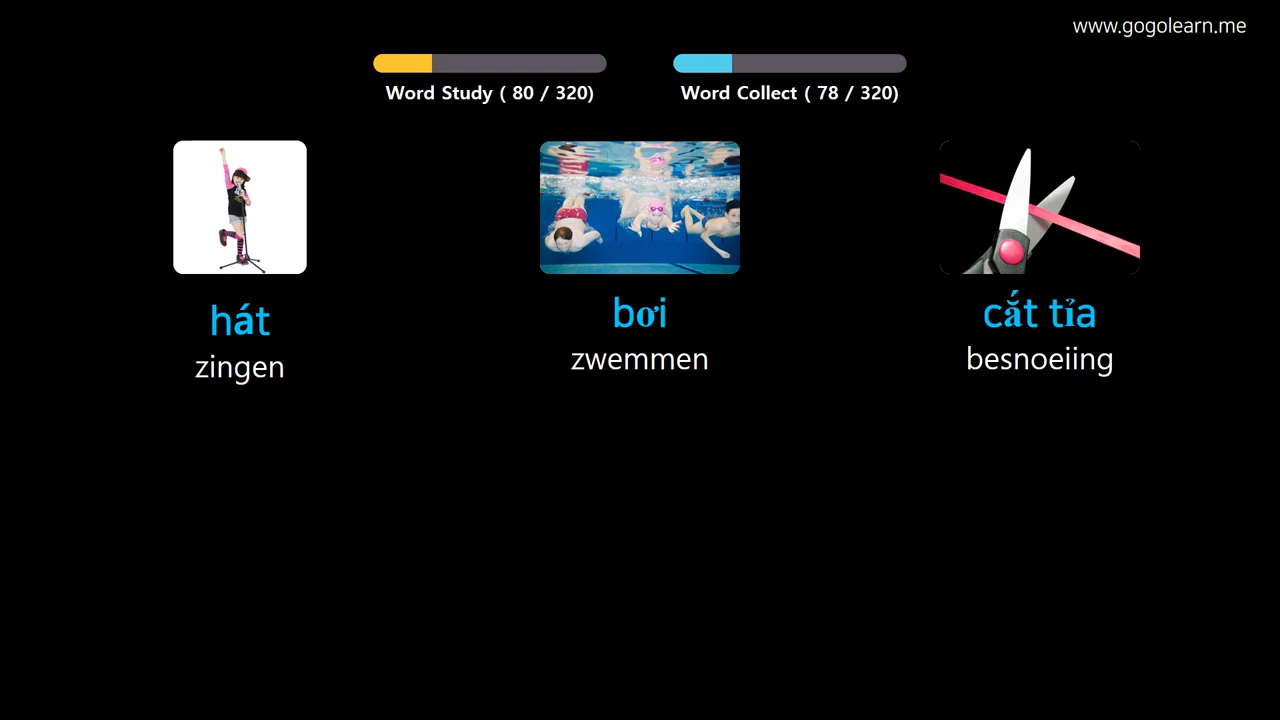 www.gogolearn.me
Word Study ( 80 / 320)
Word Collect ( 78 / 320)
hát
bơi
cắt tỉa
zingen
zwemmen
besnoeiing